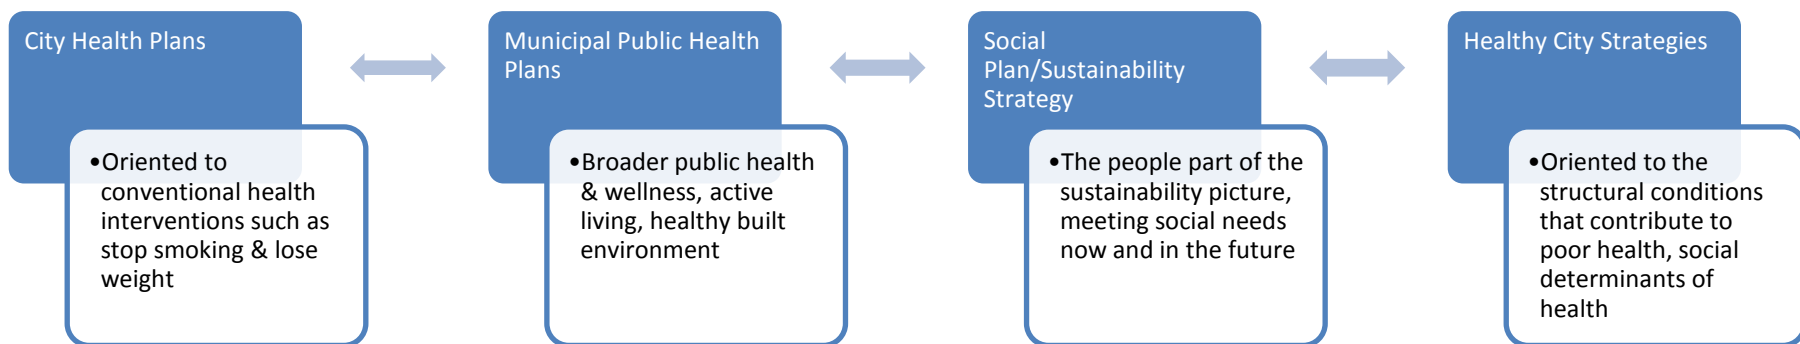 City Health Plans
•Oriented to
conventional health
interventions such as
stop smoking & lose
weight
Municipal Public Health
Plans
•Broader public health
& wellness, active
living, healthy built
environment
Social
Plan/Sustainability
Strategy
•The people part of the
sustainability picture,
meeting social needs
now and in the future
Healthy City Strategies
•Oriented to the
structural conditions
that contribute to
poor health, social
determinants of
health